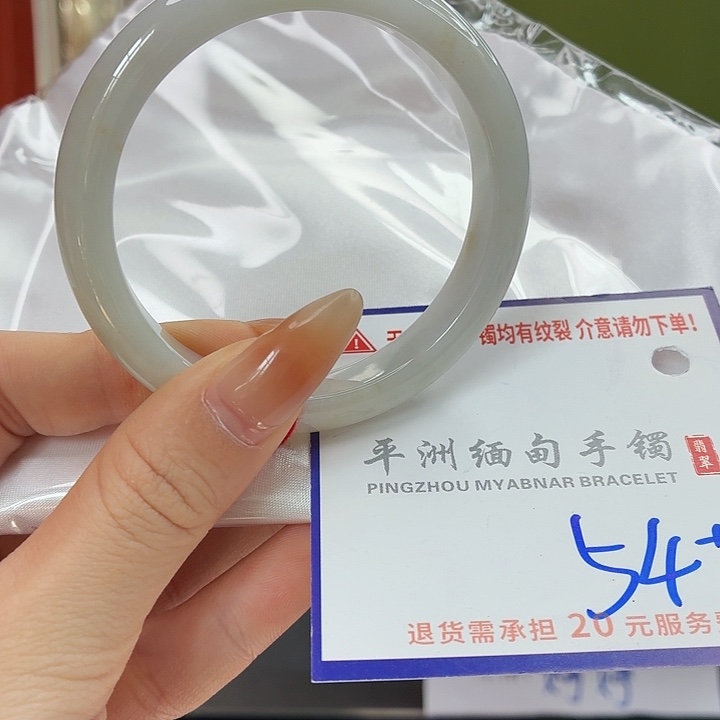 镯均有纹裂 介意请勿下单!
平洲缅甸手镯 翡翠
PINGZHOU MYABNAR BRACELET
54+
退货需承担 20 元服务